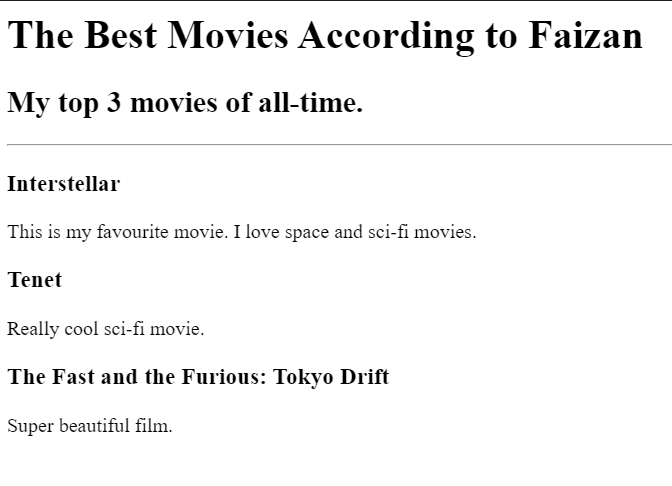 The Best Movies According to Faizan
My top 3 movies of all-time.
Interstellar
This is my favourite movie. I love space and sci-fi movies.
Tenet
Really cool sci-fi movie.
The Fast and the Furious: Tokyo Drift
Super beautiful film.